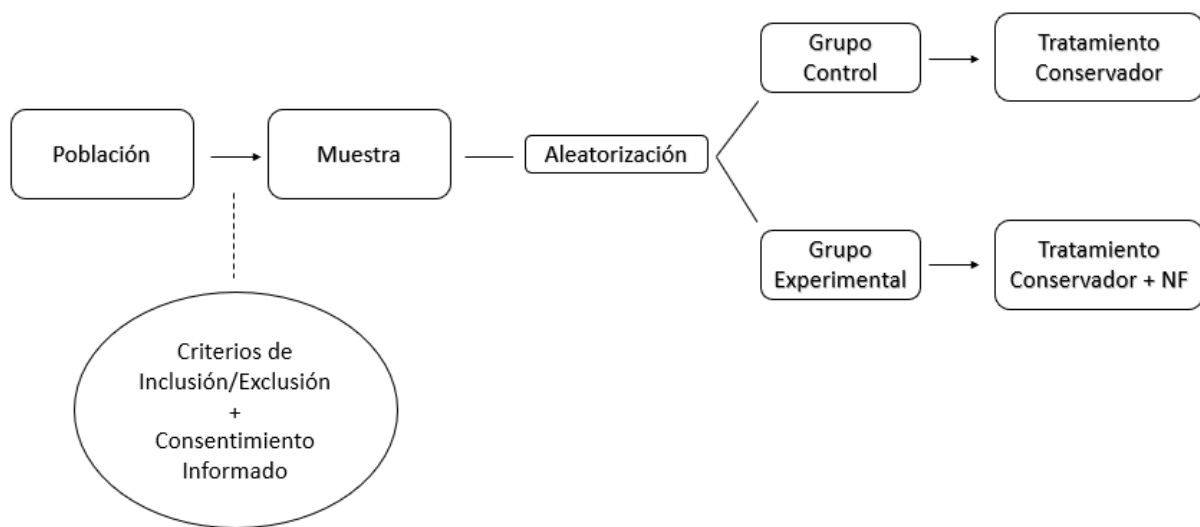 Población
Muestra
Aleatorización
Grupo
Control
Tratamiento
Conservador
Grupo
Experimental
Tratamiento
Conservador + NF
Criterios de
Inclusión/Exclusión
+
Consentimiento
Informado